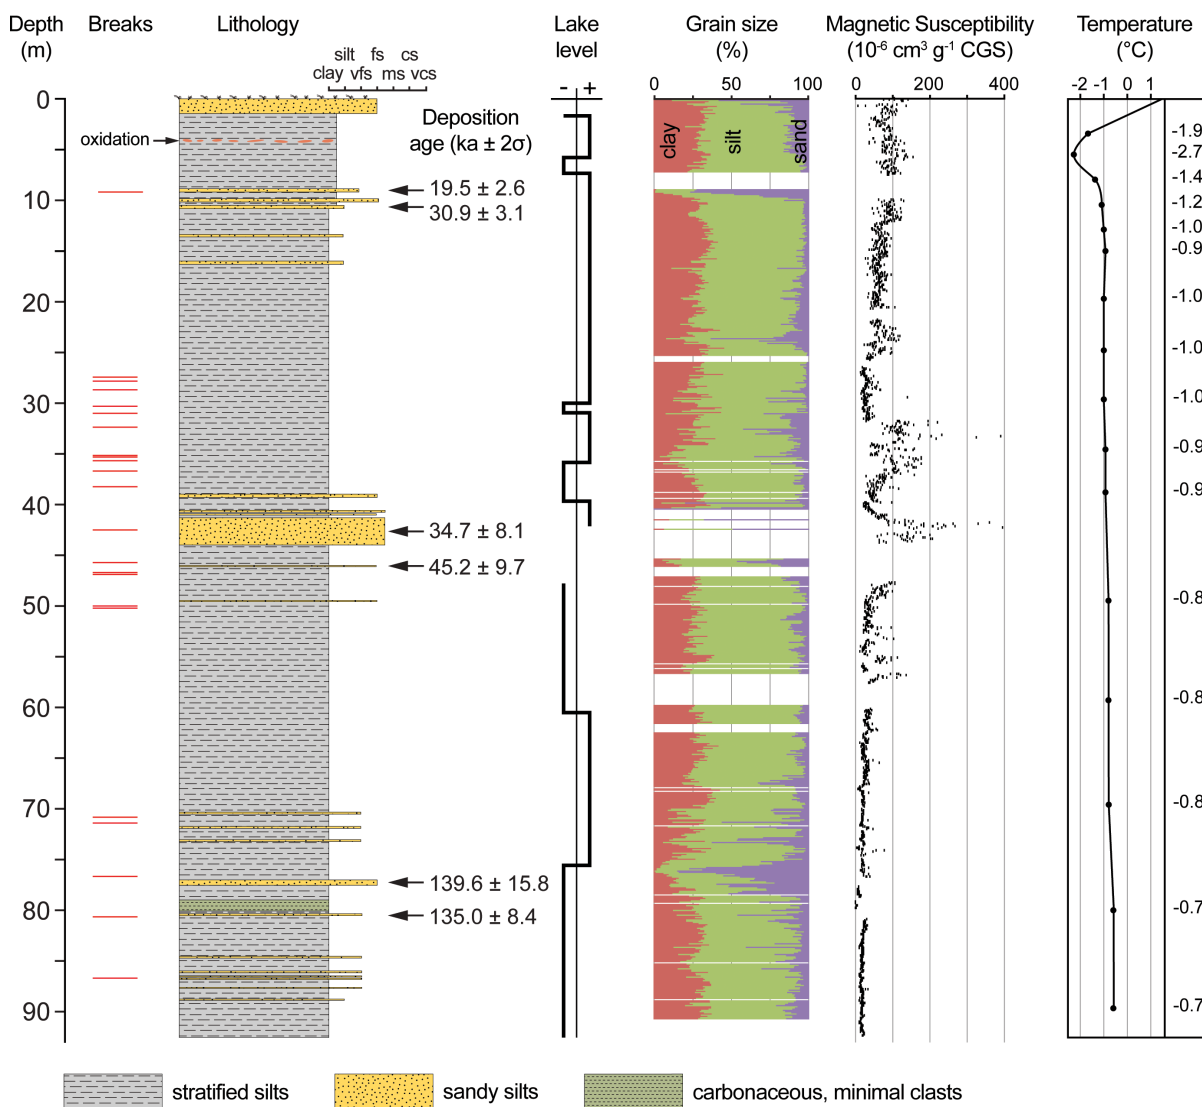 Depth
(m)
Breaks
Lithology
silt fs cs
clay vfs ms vcs
Deposition
age (ka ± 2σ)
Lake
level
- +
Grain size
(%)
0 50 100
Magnetic Susceptibility
(10⁻⁶ cm³ g⁻¹ CGS)
0 200 400
Temperature
(°C)
-2 -1 0 1
0
10
20
30
40
50
60
70
80
90
oxidation
19.5 ± 2.6
30.9 ± 3.1
34.7 ± 8.1
45.2 ± 9.7
139.6 ± 15.8
135.0 ± 8.4
clay
silt
sand
-1.9
-2.7
-1.4
-1.2
-1.0
-0.9
-1.0
-1.0
-1.0
-0.9
-0.9
-0.8
-0.8
-0.8
-0.7
-0.7
stratified silts
sandy silts
carbonaceous, minimal clasts